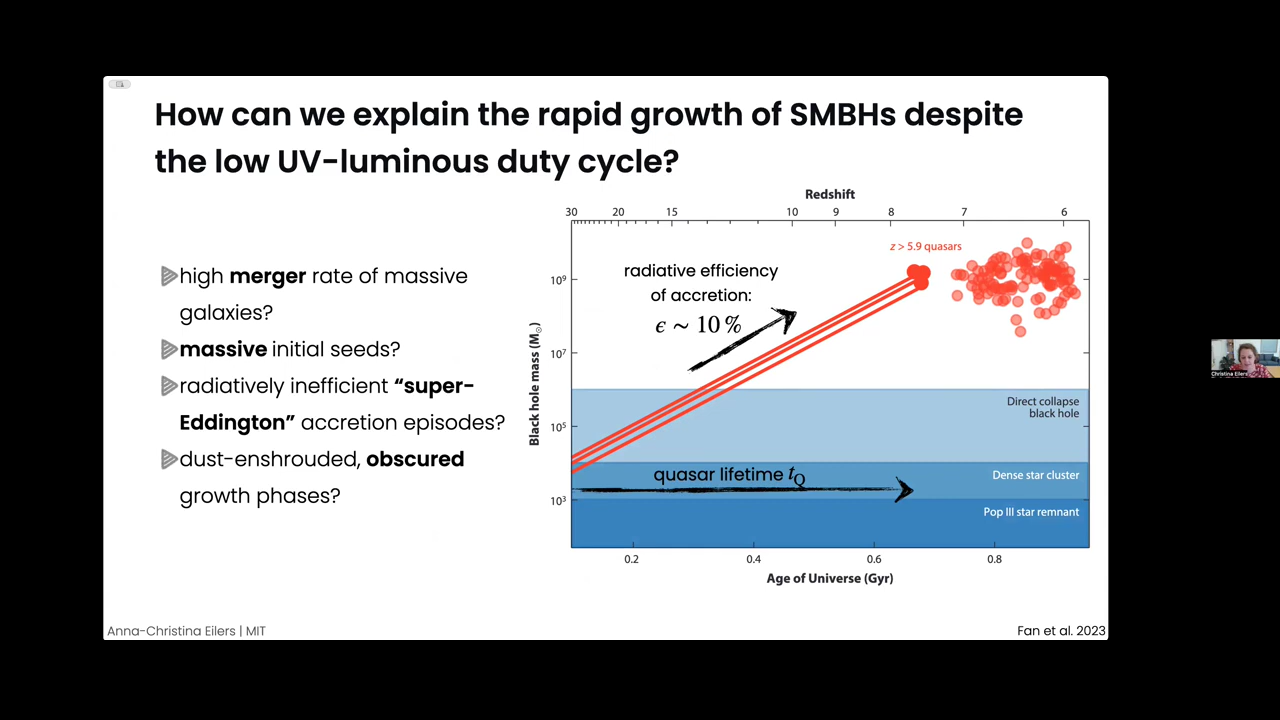 How can we explain the rapid growth of SMBHs despite
the low UV-luminous duty cycle?
high merger rate of massive
galaxies?
massive initial seeds?
radiatively inefficient “super-
Eddington” accretion episodes?
dust-enshrouded, obscured
growth phases?
Redshift
30 20 15 10 9 8 7 6
z > 5.9 quasars
radiative efficiency
of accretion:
ϵ ~ 10 %
Black hole mass (M☉)
10⁹
10⁷
10⁵
10³
Direct collapse
black hole
quasar lifetime tQ
Dense star cluster
Pop III star remnant
0.2 0.4 0.6 0.8
Age of Universe (Gyr)
Anna-Christina Eilers | MIT
Fan et al. 2023
Christina Eilers